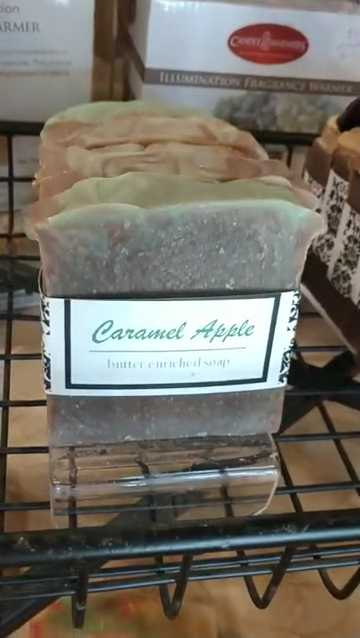 ARMER
CANDLE WARMERS
ILLUMINATION FRAGRANCE WARMER
Caramel Apple
butter enriched soap